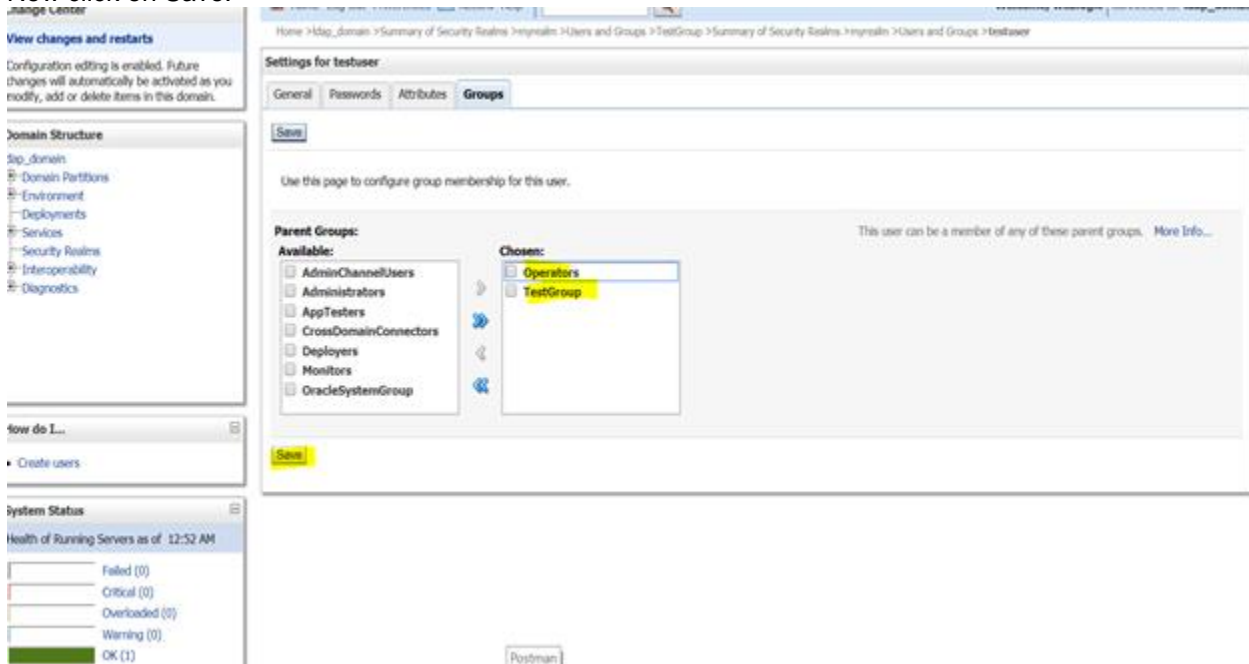 Change Center
View changes and restarts
Configuration editing is enabled. Future
changes will automatically be activated as you
modify, add or delete items in this domain.
Domain Structure
ldap_domain
Domain Partitions
Environment
Deployments
Services
Security Realms
Interoperability
Diagnostics
How do I...
Create users
System Status
Health of Running Servers as of 12:52 AM
Failed (0)
Critical (0)
Overloaded (0)
Warning (0)
OK (1)
Home >ldap_domain >Summary of Security Realms >myrealm >Users and Groups >TestGroup >Summary of Security Realms >myrealm >Users and Groups >testuser
Settings for testuser
General Passwords Attributes Groups
Save
Use this page to configure group membership for this user.
Parent Groups:
This user can be a member of any of these parent groups. More Info...
Available:
AdminChannelUsers
Administrators
AppTesters
CrossDomainConnectors
Deployers
Monitors
OracleSystemGroup
Chosen:
Operators
TestGroup
Save
Postman